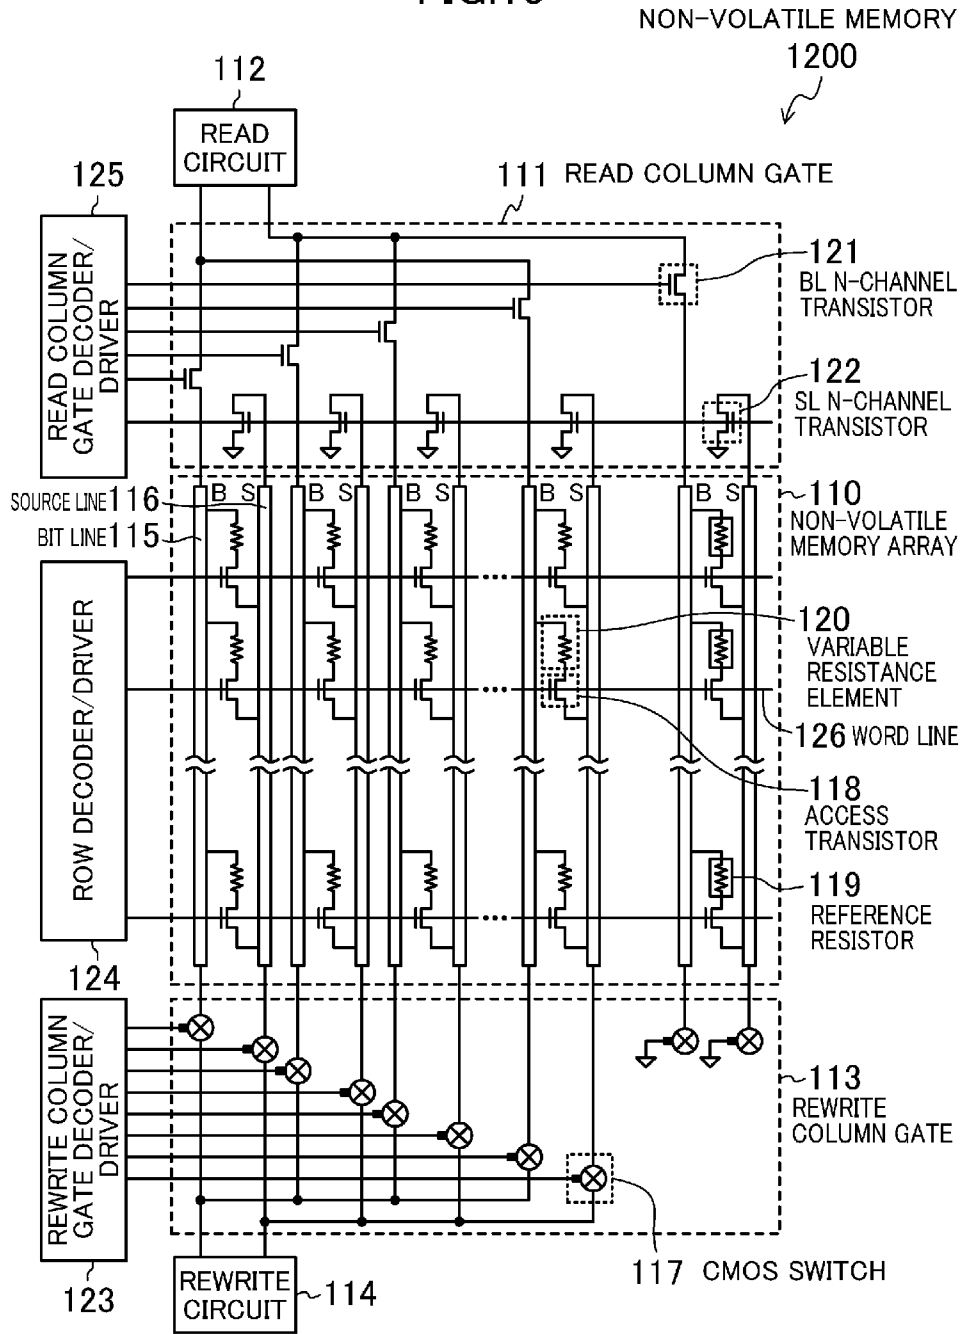 NON-VOLATILE MEMORY
1200
112
READ
CIRCUIT
125
111 READ COLUMN GATE
READ COLUMN
GATE DECODER/
DRIVER
121
BL N-CHANNEL
TRANSISTOR
122
SL N-CHANNEL
TRANSISTOR
SOURCE LINE 116
BIT LINE 115
B S B S B S B S B S
110
NON-VOLATILE
MEMORY ARRAY
ROW DECODER/DRIVER
124
...
120
VARIABLE
RESISTANCE
ELEMENT
...
126 WORD LINE
118
ACCESS
TRANSISTOR
119
REFERENCE
RESISTOR
...
REWRITE COLUMN
GATE DECODER/
DRIVER
123
113
REWRITE
COLUMN GATE
117 CMOS SWITCH
REWRITE
CIRCUIT
114